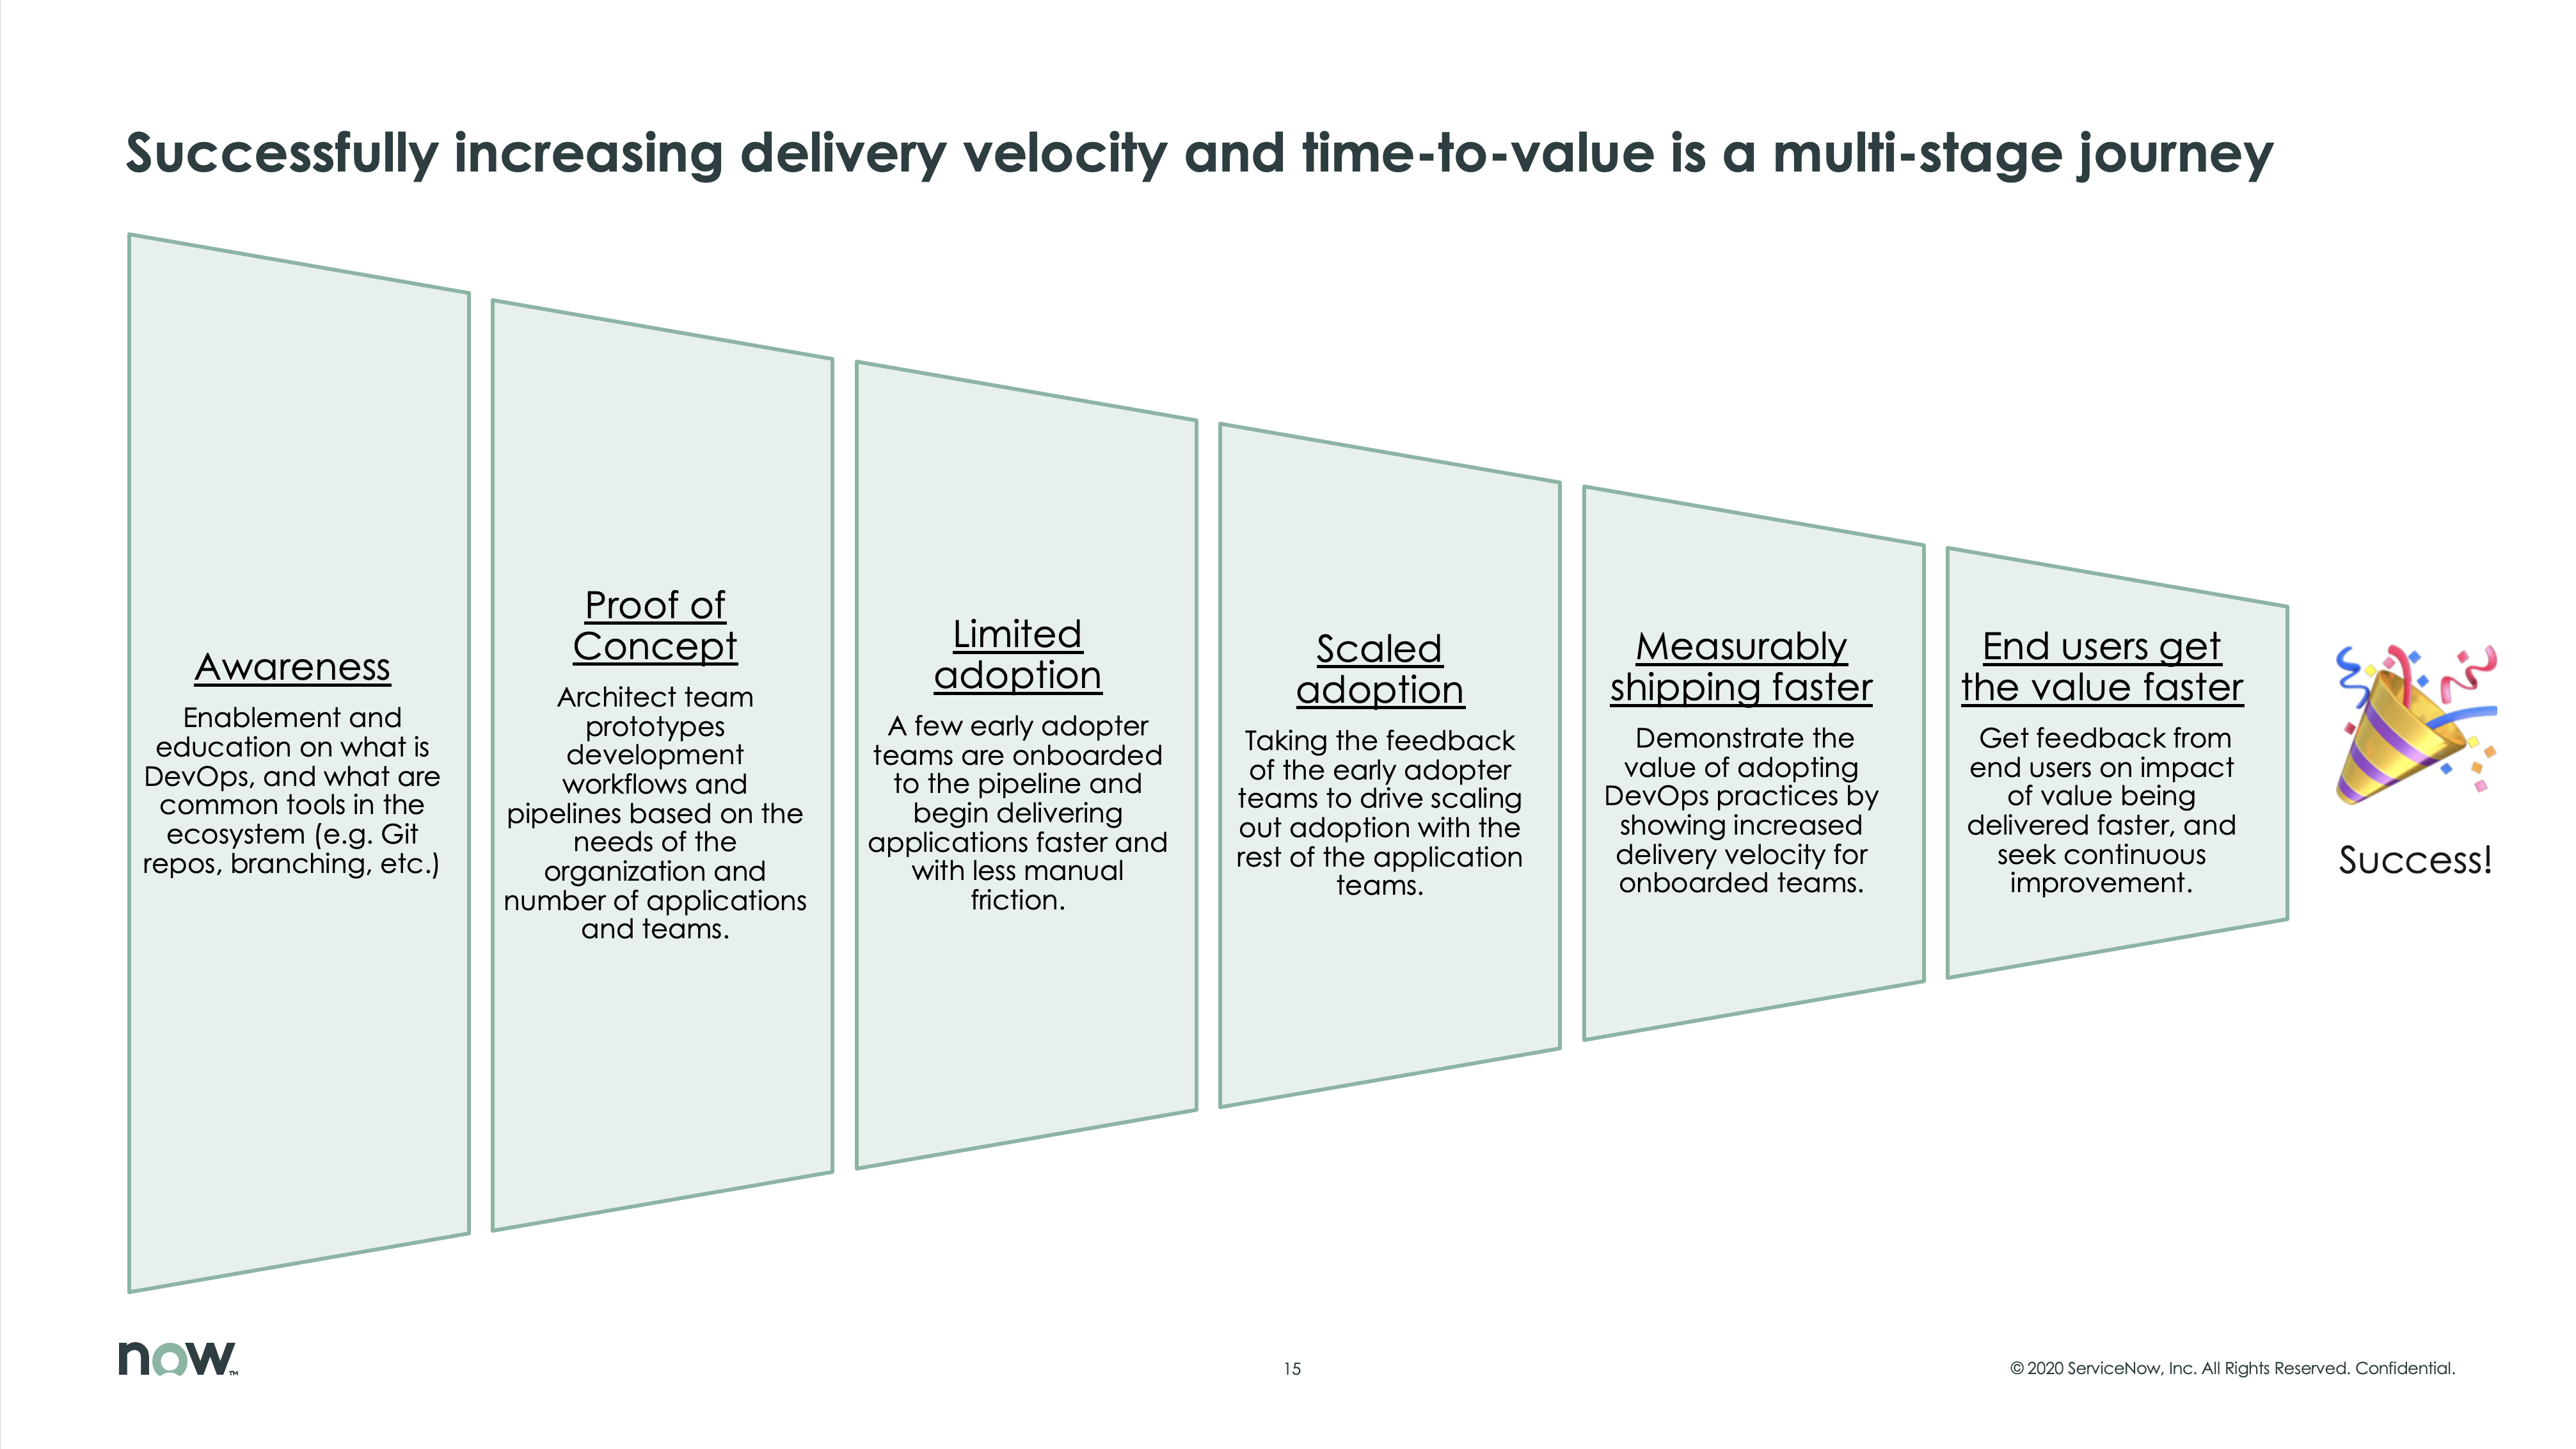 Successfully increasing delivery velocity and time-to-value is a multi-stage journey
Awareness
Enablement and
education on what is
DevOps, and what are
common tools in the
ecosystem (e.g. Git
repos, branching, etc.)
Proof of
Concept
Architect team
prototypes
development
workflows and
pipelines based on the
needs of the
organization and
number of applications
and teams.
Limited
adoption
A few early adopter
teams are onboarded
to the pipeline and
begin delivering
applications faster and
with less manual
friction.
Scaled
adoption
Taking the feedback
of the early adopter
teams to drive scaling
out adoption with the
rest of the application
teams.
Measurably
shipping faster
Demonstrate the
value of adopting
DevOps practices by
showing increased
delivery velocity for
onboarded teams.
End users get
the value faster
Get feedback from
end users on impact
of value being
delivered faster, and
seek continuous
improvement.
Success!
now™
15
© 2020 ServiceNow, Inc. All Rights Reserved. Confidential.